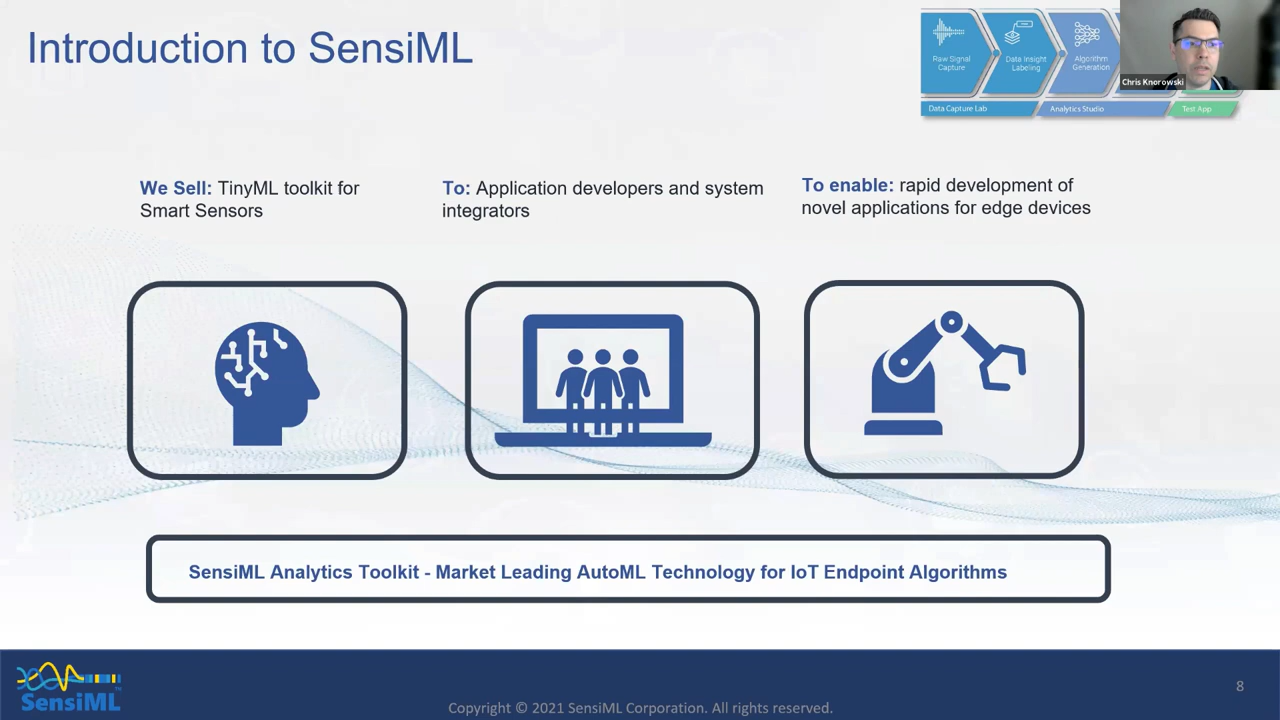 Introduction to SensiML
Raw Signal
Capture
Data Insight
Labeling
Algorithm
Generation
Chris Knorowski
Data Capture Lab
Analytics Studio
Test App
We Sell: TinyML toolkit for
Smart Sensors
To: Application developers and system
integrators
To enable: rapid development of
novel applications for edge devices
SensiML Analytics Toolkit - Market Leading AutoML Technology for IoT Endpoint Algorithms
SensiML™
Copyright © 2021 SensiML Corporation. All rights reserved.
8